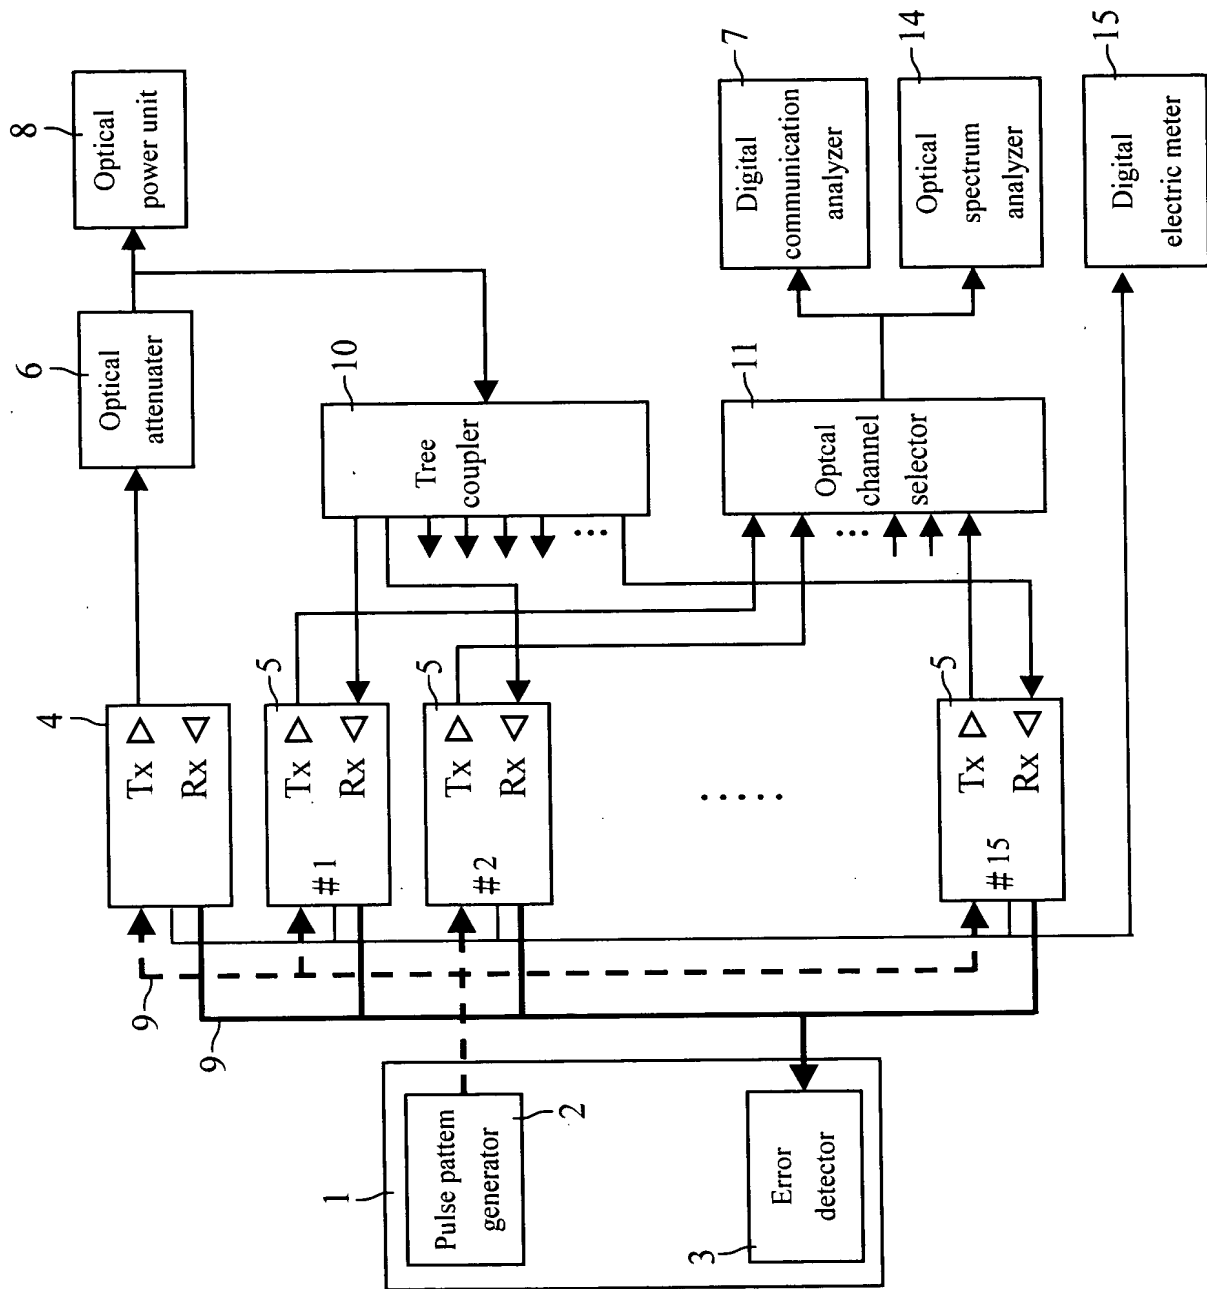 8
Optical
power unit
6
Optical
attenuater
4
Tx
Rx
10
Tree
coupler
...
5
Tx
Rx
#1
5
Tx
Rx
#2
.....
5
Tx
Rx
#15
7
Digital
communication
analyzer
14
Optical
spectrum
analyzer
15
Digital
electric meter
11
Optcal
channel
selector
...
9
9
1
Pulse pattem
generator
2
Error
detector
3